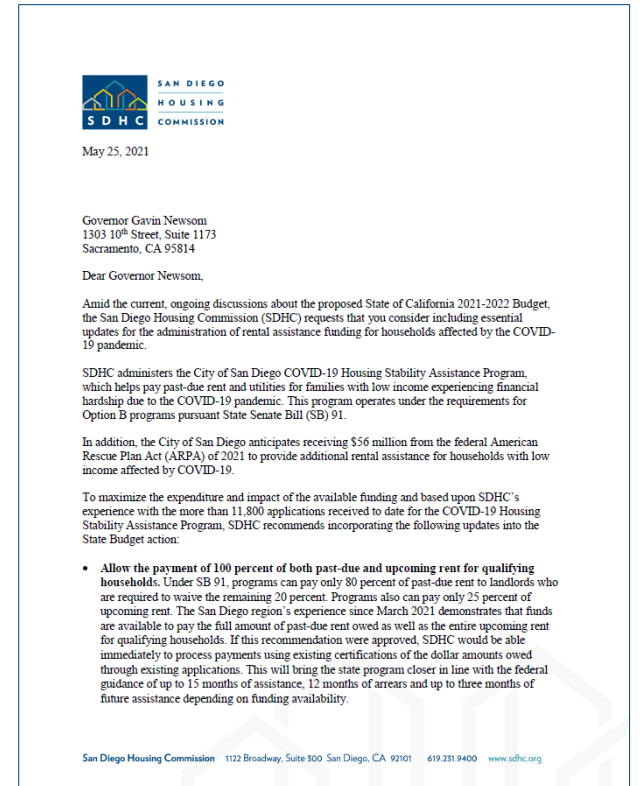 SAN DIEGO
HOUSING
COMMISSION
SDHC
May 25, 2021
Governor Gavin Newsom
1303 10th Street, Suite 1173
Sacramento, CA 95814
Dear Governor Newsom,
Amid the current, ongoing discussions about the proposed State of California 2021-2022 Budget,
the San Diego Housing Commission (SDHC) requests that you consider including essential
updates for the administration of rental assistance funding for households affected by the COVID-
19 pandemic.
SDHC administers the City of San Diego COVID-19 Housing Stability Assistance Program,
which helps pay past-due rent and utilities for families with low income experiencing financial
hardship due to the COVID-19 pandemic. This program operates under the requirements for
Option B programs pursuant State Senate Bill (SB) 91.
In addition, the City of San Diego anticipates receiving $56 million from the federal American
Rescue Plan Act (ARPA) of 2021 to provide additional rental assistance for households with low
income affected by COVID-19.
To maximize the expenditure and impact of the available funding and based upon SDHC's
experience with the more than 11,800 applications received to date for the COVID-19 Housing
Stability Assistance Program, SDHC recommends incorporating the following updates into the
State Budget action:
• Allow the payment of 100 percent of both past-due and upcoming rent for qualifying
households. Under SB 91, programs can pay only 80 percent of past-due rent to landlords who
are required to waive the remaining 20 percent. Programs also can pay only 25 percent of
upcoming rent. The San Diego region's experience since March 2021 demonstrates that funds
are available to pay the full amount of past-due rent owed as well as the entire upcoming rent
for qualifying households. If this recommendation were approved, SDHC would be able
immediately to process payments using existing certifications of the dollar amounts owed
through existing applications. This will bring the state program closer in line with the federal
guidance of up to 15 months of assistance, 12 months of arrears and up to three months of
future assistance depending on funding availability.
San Diego Housing Commission 1122 Broadway, Suite 300 San Diego, CA 92101 619.231.9400 www.sdhc.org